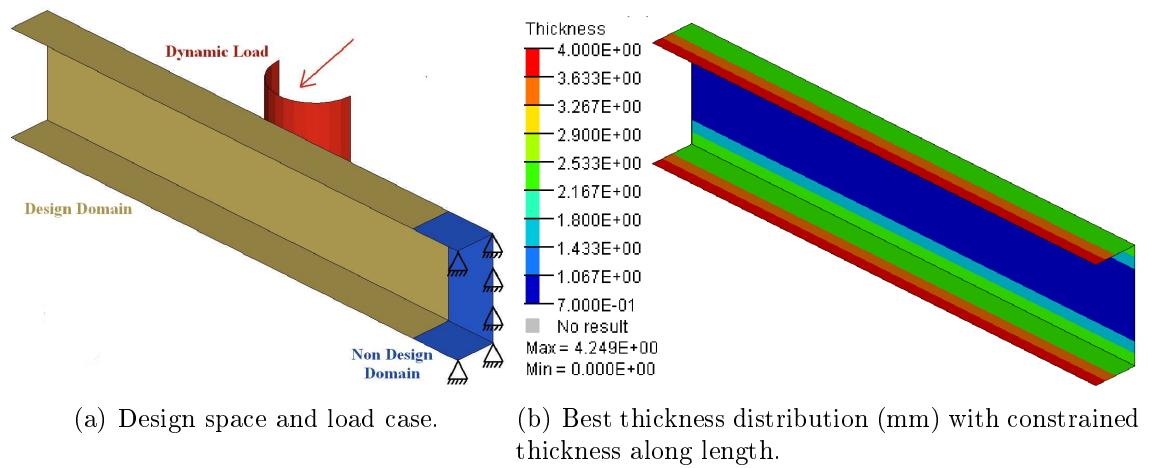 Dynamic Load
Design Domain
Non Design
Domain
Thickness
4.000E+00
3.633E+00
3.267E+00
2.900E+00
2.533E+00
2.167E+00
1.800E+00
1.433E+00
1.067E+00
7.000E-01
No result
Max = 4.249E+00
Min = 0.000E+00
(a) Design space and load case.
(b) Best thickness distribution (mm) with constrained
thickness along length.